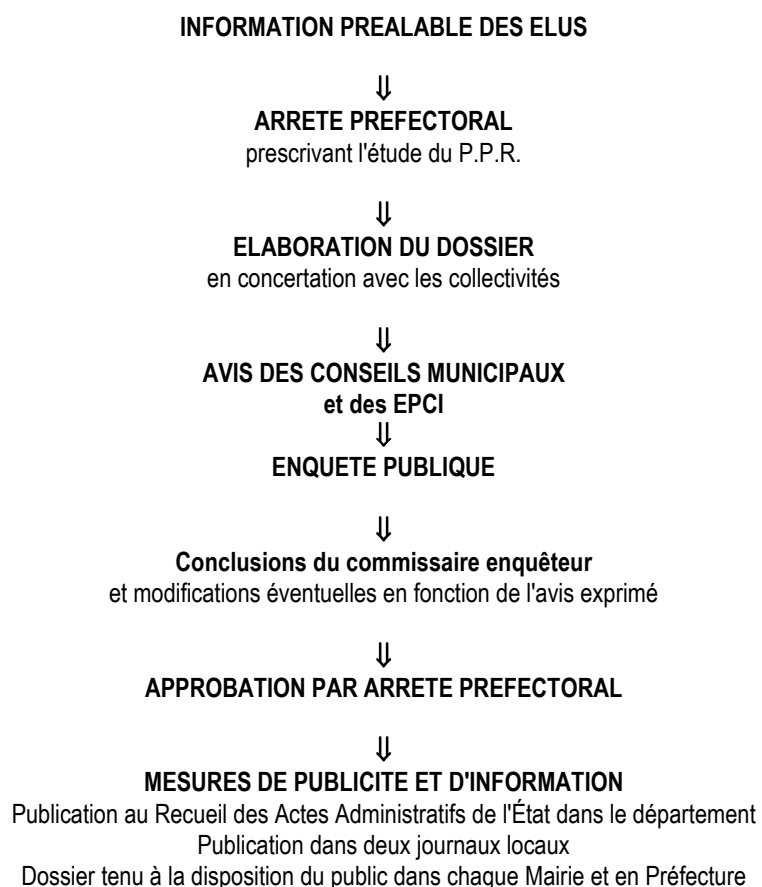 INFORMATION PREALABLE DES ELUS
⇓
ARRETE PREFECTORAL
prescrivant l'étude du P.P.R.
⇓
ELABORATION DU DOSSIER
en concertation avec les collectivités
⇓
AVIS DES CONSEILS MUNICIPAUX
et des EPCI
⇓
ENQUETE PUBLIQUE
⇓
Conclusions du commissaire enquêteur
et modifications éventuelles en fonction de l'avis exprimé
⇓
APPROBATION PAR ARRETE PREFECTORAL
⇓
MESURES DE PUBLICITE ET D'INFORMATION
Publication au Recueil des Actes Administratifs de l'État dans le département
Publication dans deux journaux locaux
Dossier tenu à la disposition du public dans chaque Mairie et en Préfecture